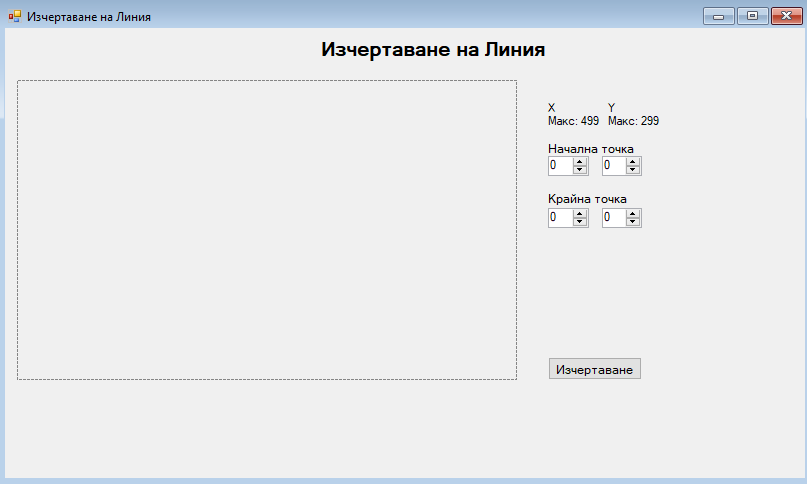 Изчертаване на Линия
Изчертаване на Линия
X Y
Макс: 499 Макс: 299
Начална точка
0 0
Крайна точка
0 0
Изчертаване